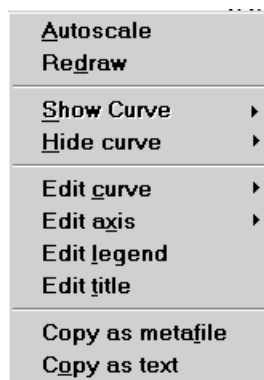 Autoscale
Redraw
Show Curve
Hide curve
Edit curve
Edit axis
Edit legend
Edit title
Copy as metafile
Copy as text